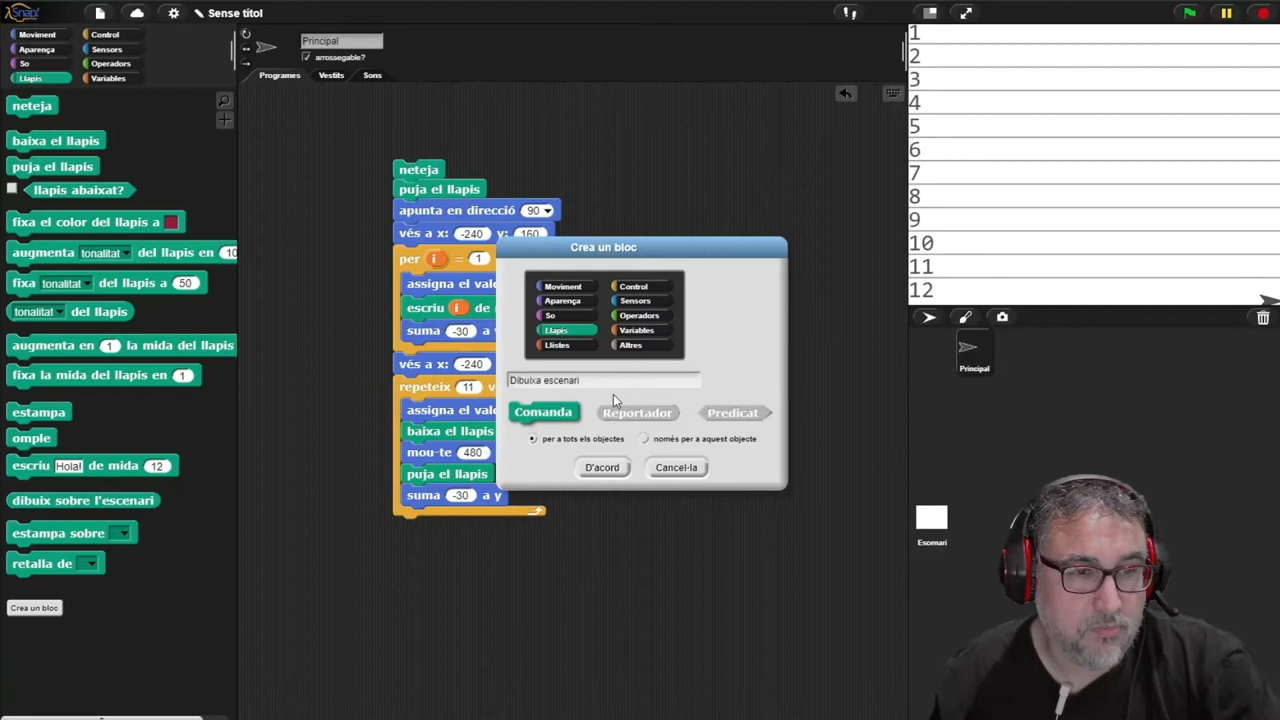 Snap!
Sense titol
Moviment
Control
Aparença
Sensors
So
Operadors
Llapis
Variables
neteja
baixa el llapis
puja el llapis
llapis abaixat?
fixa el color del llapis a
augmenta tonalitat del llapis en 10
fixa tonalitat del llapis a 50
tonalitat del llapis
augmenta en 1 la mida del llapis
fixa la mida del llapis en 1
estampa
omple
escriu Hola! de mida 12
dibuix sobre l'escenari
estampa sobre
retalla de
Crea un bloc
Principal
arrossegable?
Programes
Vestits
Sons
neteja
puja el llapis
apunta en direcció 90
vés a x: -240 y: 160
per i = 1
assigna el
escriu i de
suma -30 a
vés a x: -240
repeteix 11
assigna el
baixa el llapis
mou-te 480
puja el llapis
suma -30 a y
Crea un bloc
Moviment
Control
Aparença
Sensors
So
Operadors
Llapis
Variables
Llistes
Altres
Dibuixa escenari
Comanda
Reportador
Predicat
per a tots els objectes
només per a aquest objecte
D'acord
Cancel·la
1
2
3
4
5
6
7
8
9
10
11
12
Principal
Escenari